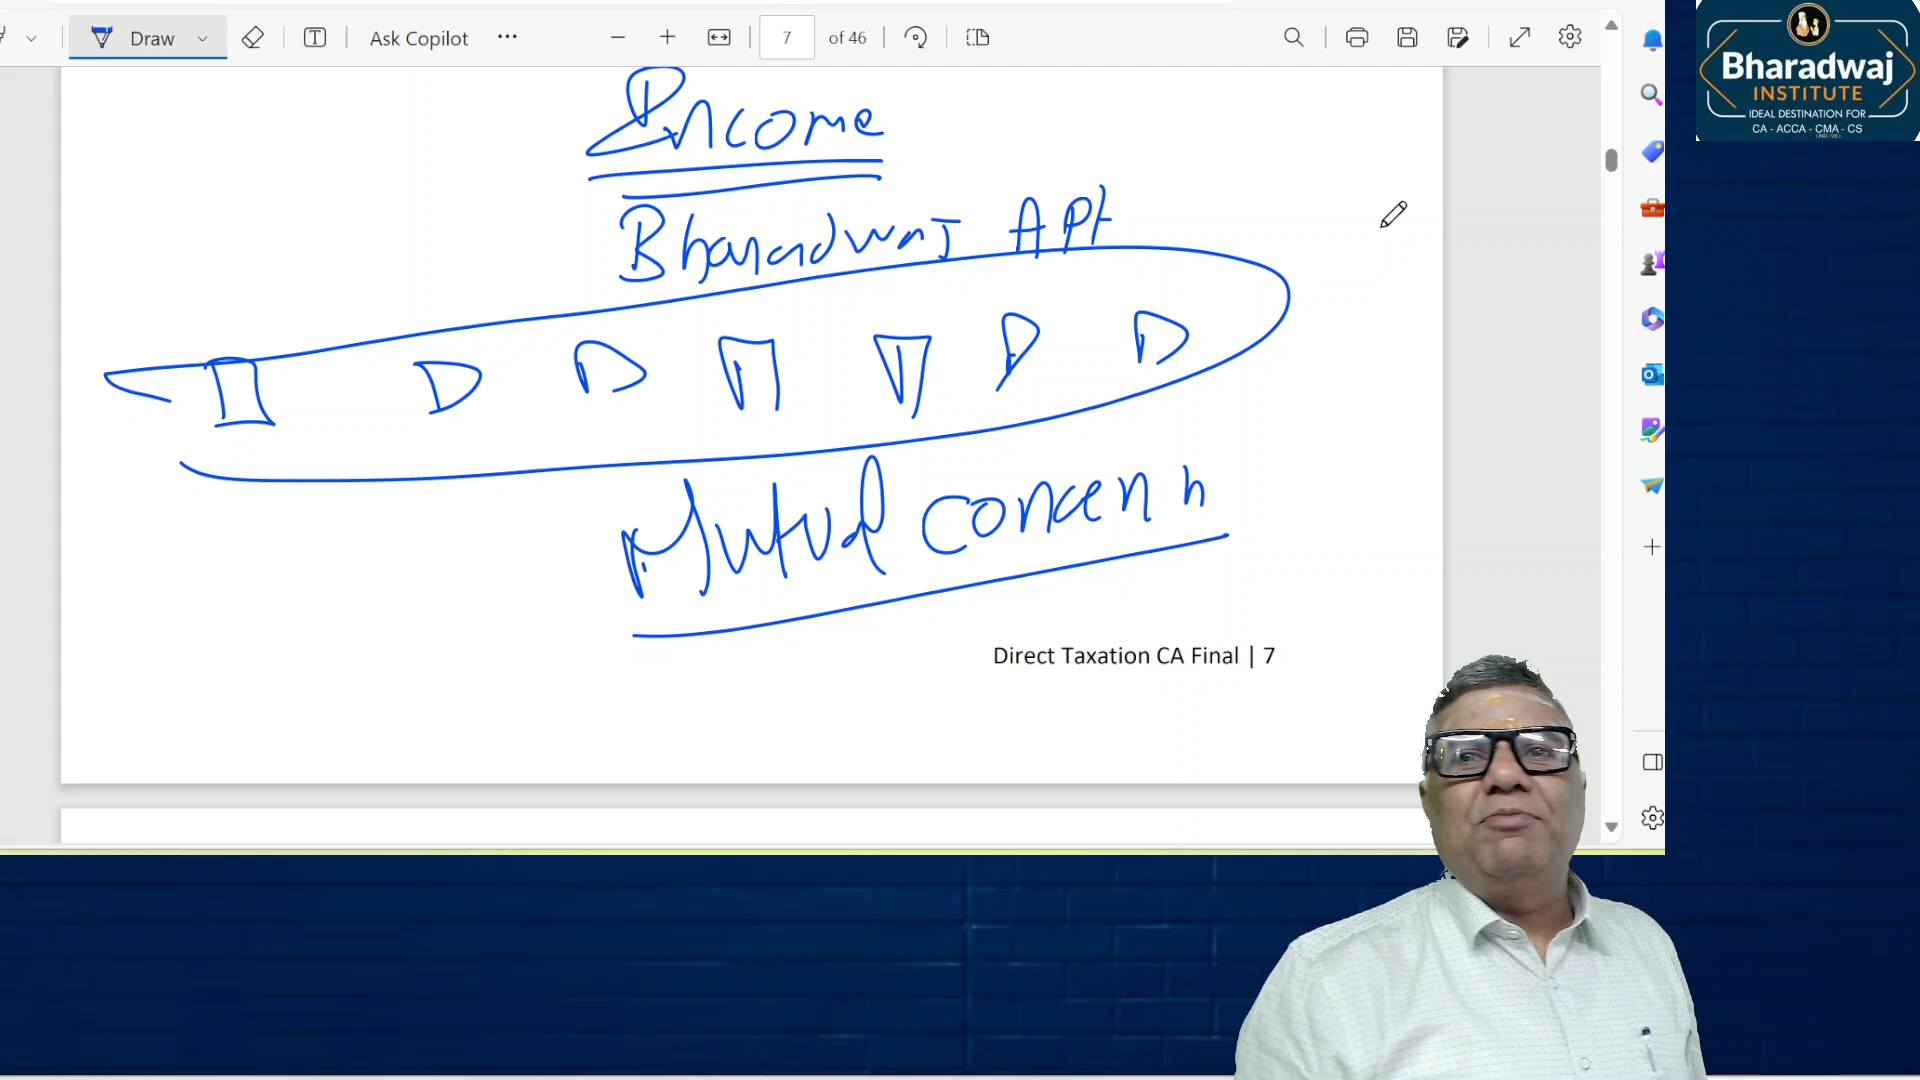 Draw
Ask Copilot
7 of 46
Income
Bharadwaj Apt
Mutual concern
Direct Taxation CA Final | 7
Bharadwaj
INSTITUTE
IDEAL DESTINATION FOR
CA - ACCA - CMA - CS